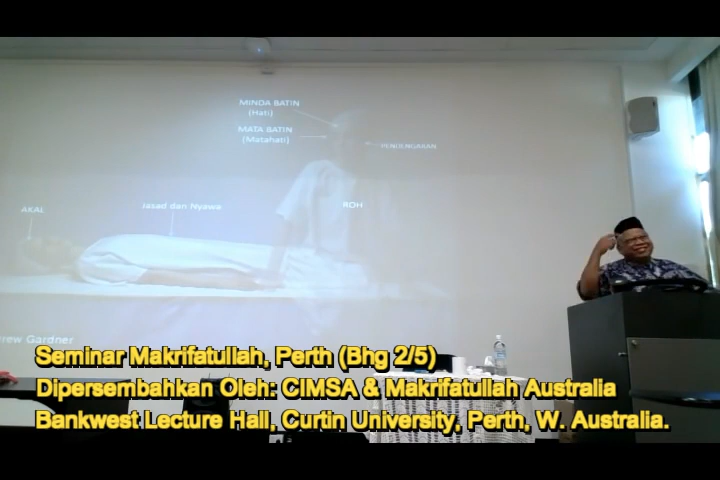 MINDA BATIN
(Hati)
MATA BATIN
(Matahati)
PENDENGARAN
AKAL
Jasad dan Nyawa
ROH
rew Gardner
Seminar Makrifatullah, Perth (Bhg 2/5)
Dipersembahkan Oleh: CIMSA & Makrifatullah Australia
Bankwest Lecture Hall, Curtin University, Perth, W. Australia.